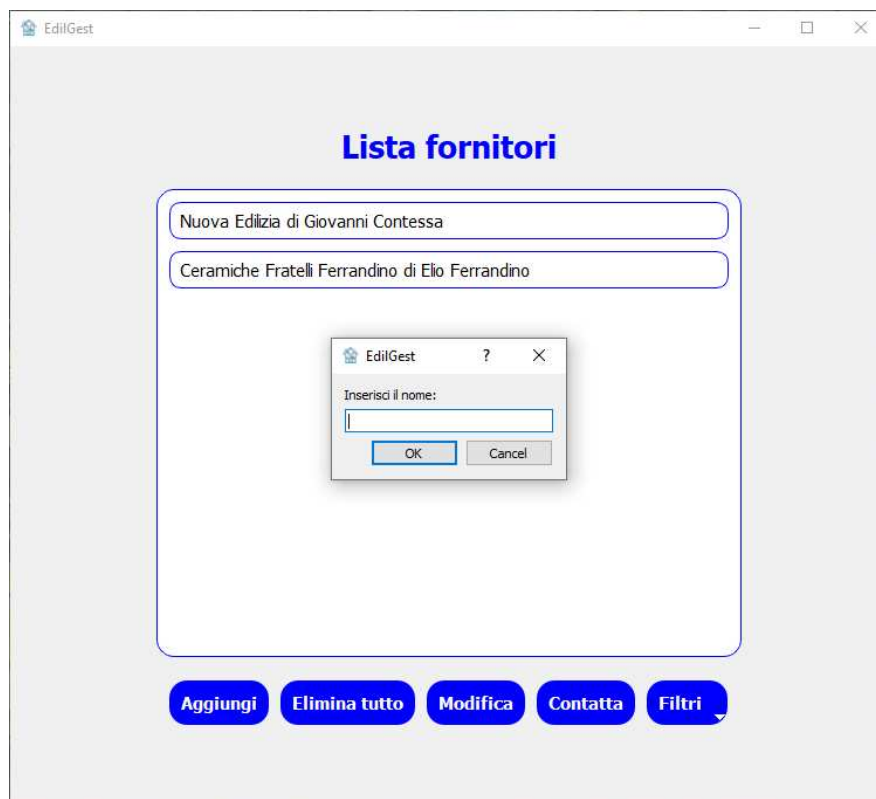 EdilGest
Lista fornitori
Nuova Edilizia di Giovanni Contessa
Ceramiche Fratelli Ferrandino di Elio Ferrandino
EdilGest ?
Inserisci il nome:
OK Cancel
Aggiungi Elimina tutto Modifica Contatta Filtri